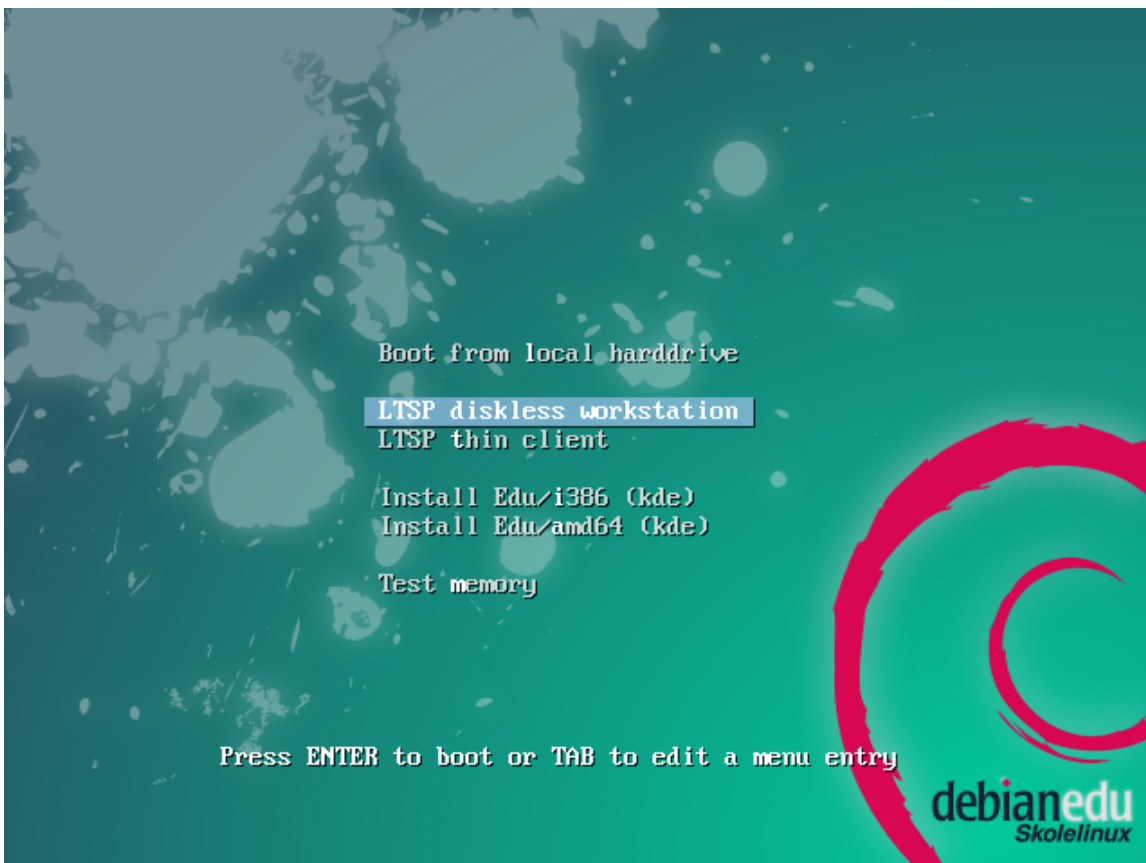 Boot from local harddrive
LTSP diskless workstation
LTSP thin client
Install Edu/i386 (kde)
Install Edu/amd64 (kde)
Test memory
Press ENTER to boot or TAB to edit a menu entry
debianedu
Skolelinux